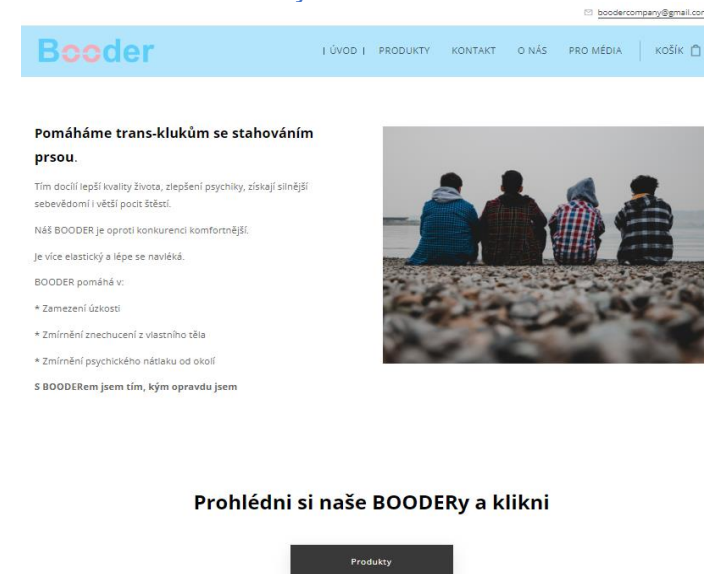 boodercompany@gmail.com
Booder
| ÚVOD | PRODUKTY KONTAKT O NÁS PRO MÉDIA KOŠÍK
Pomáháme trans-klukům se stahováním
prsou.
Tím docílí lepší kvality života, zlepšení psychiky, získají silnější
sebevědomí i větší pocit štěstí.
Náš BOODER je oproti konkurenci komfortnější.
Je více elastický a lépe se navléká.
BOODER pomáhá v:
* Zamezení úzkosti
* Zmírnění znechucení z vlastního těla
* Zmírnění psychického nátlaku od okolí
S BOODERem jsem tím, kým opravdu jsem
Prohlédni si naše BOODERy a klikni
Produkty